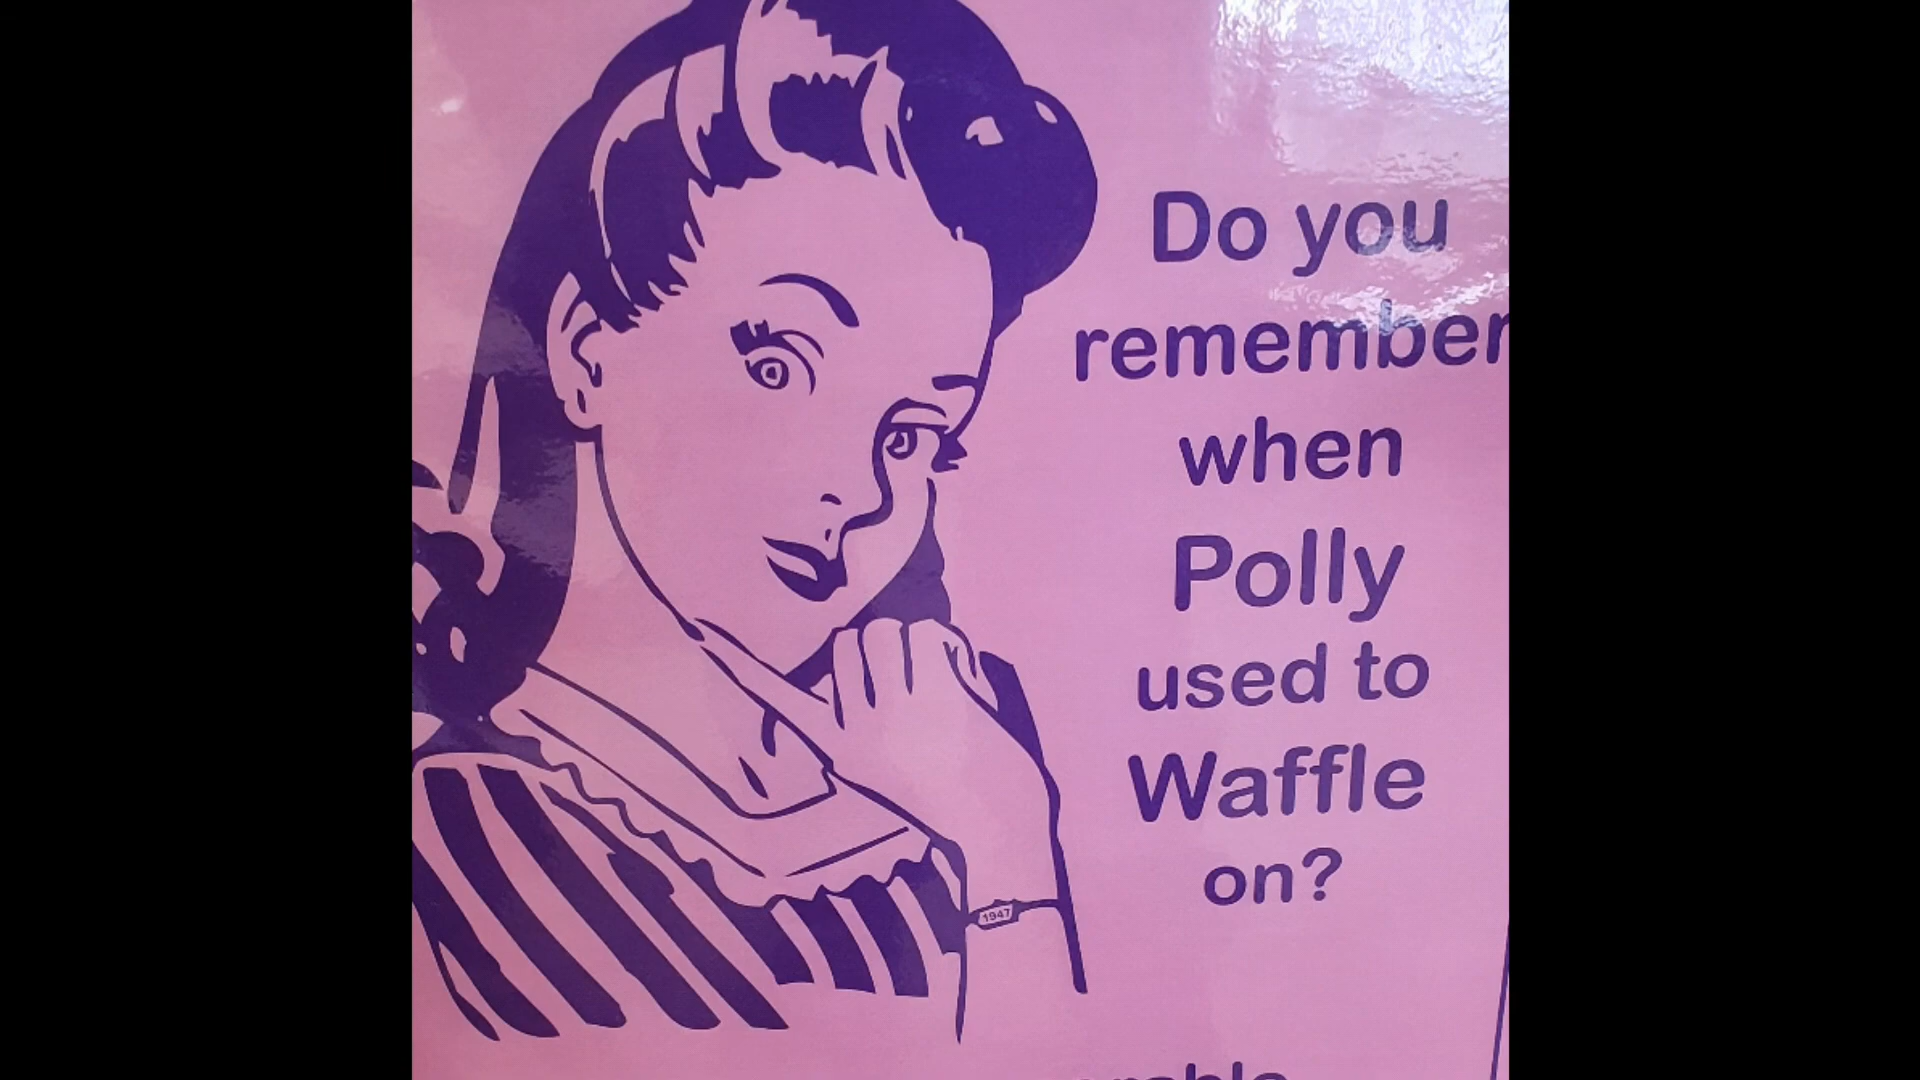 Do you
remember
when
Polly
used to
Waffle
on?
1947